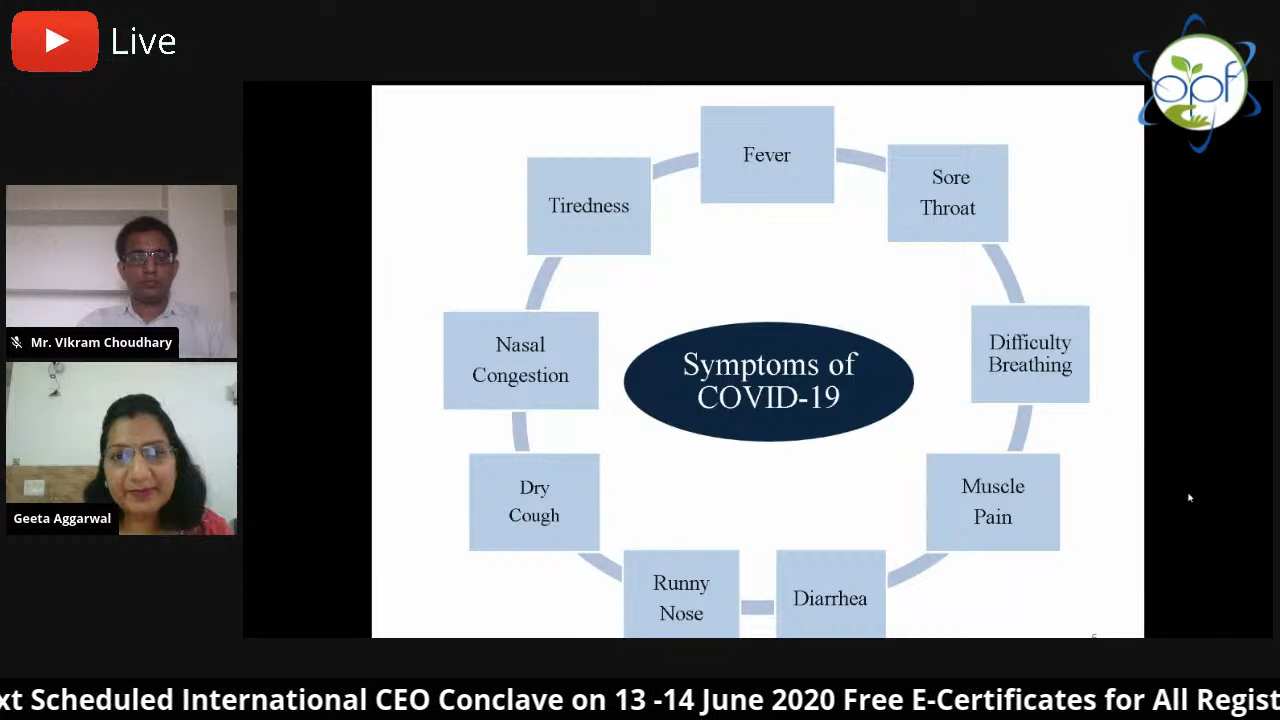 Live
opf
Fever
Sore
Throat
Tiredness
Difficulty
Breathing
Nasal
Congestion
Symptoms of
COVID-19
Muscle
Pain
Dry
Cough
Runny
Nose
Diarrhea
Mr. VIkram Choudhary
Geeta Aggarwal
xt Scheduled International CEO Conclave on 13 -14 June 2020 Free E-Certificates for All Regist